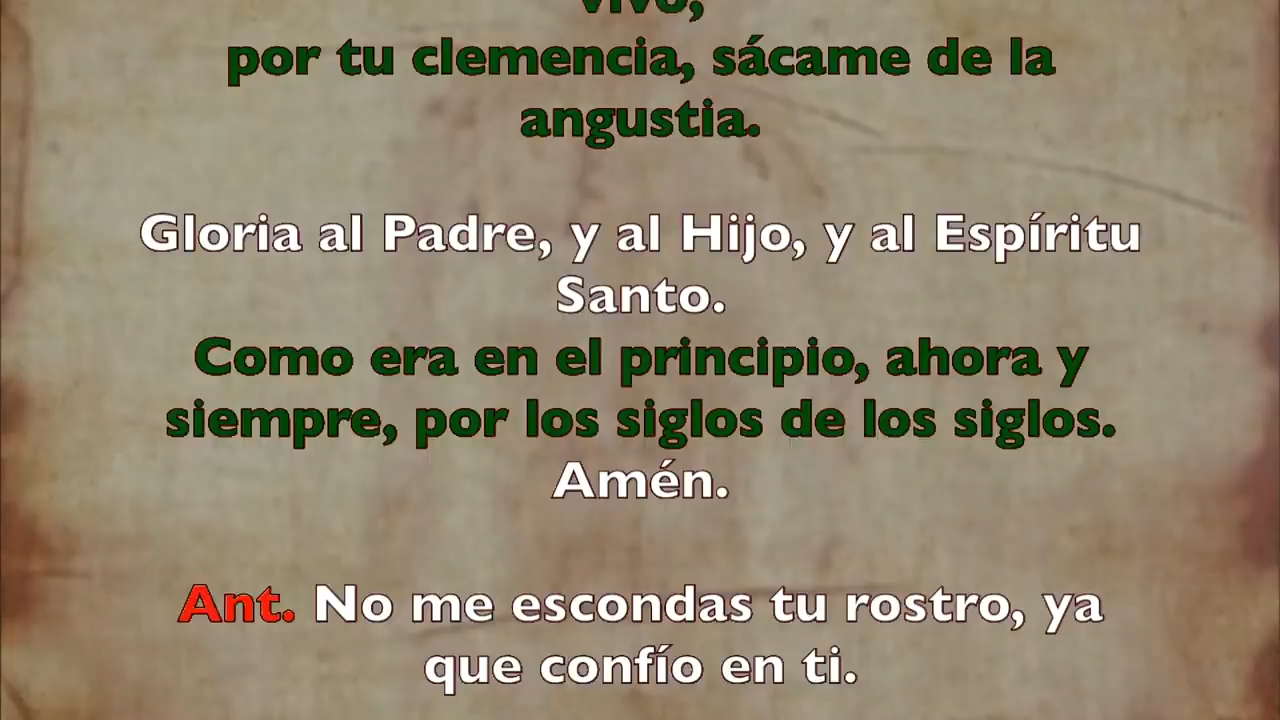 vivo,
por tu clemencia, sácame de la
angustia.
Gloria al Padre, y al Hijo, y al Espíritu
Santo.
Como era en el principio, ahora y
siempre, por los siglos de los siglos.
Amén.
Ant. No me escondas tu rostro, ya
que confío en ti.